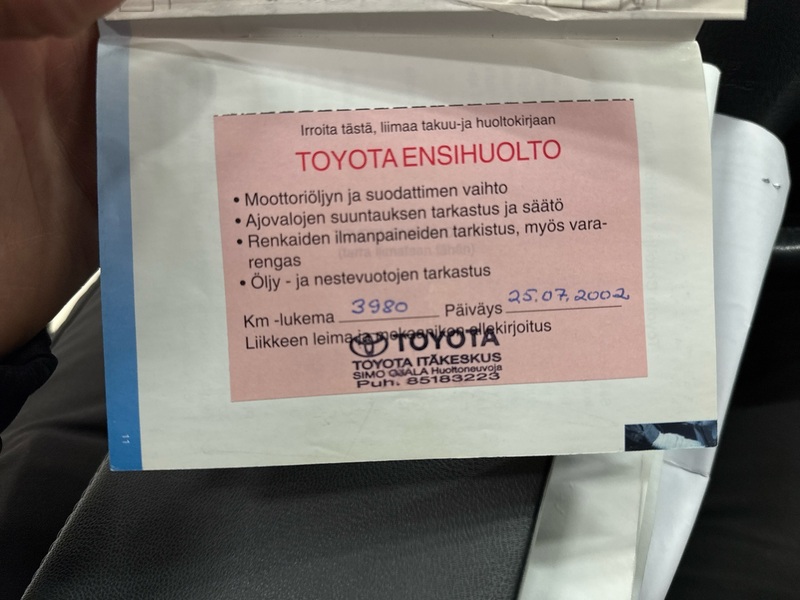 Irroita tästä, liimaa takuu-ja huoltokirjaan
TOYOTA ENSIHUOLTO
• Moottoriöljyn ja suodattimen vaihto
• Ajovalojen suuntauksen tarkastus ja säätö
• Renkaiden ilmanpaineiden tarkistus, myös vara-
rengas
• Öljy - ja nestevuotojen tarkastus
Km -lukema 3980 Päiväys 25.07.2002
Liikkeen leima ja mekaanikon allekirjoitus
TOYOTA
TOYOTA ITÄKESKUS
SIMO Huoltoneuvoja
Puh. 85183223
11